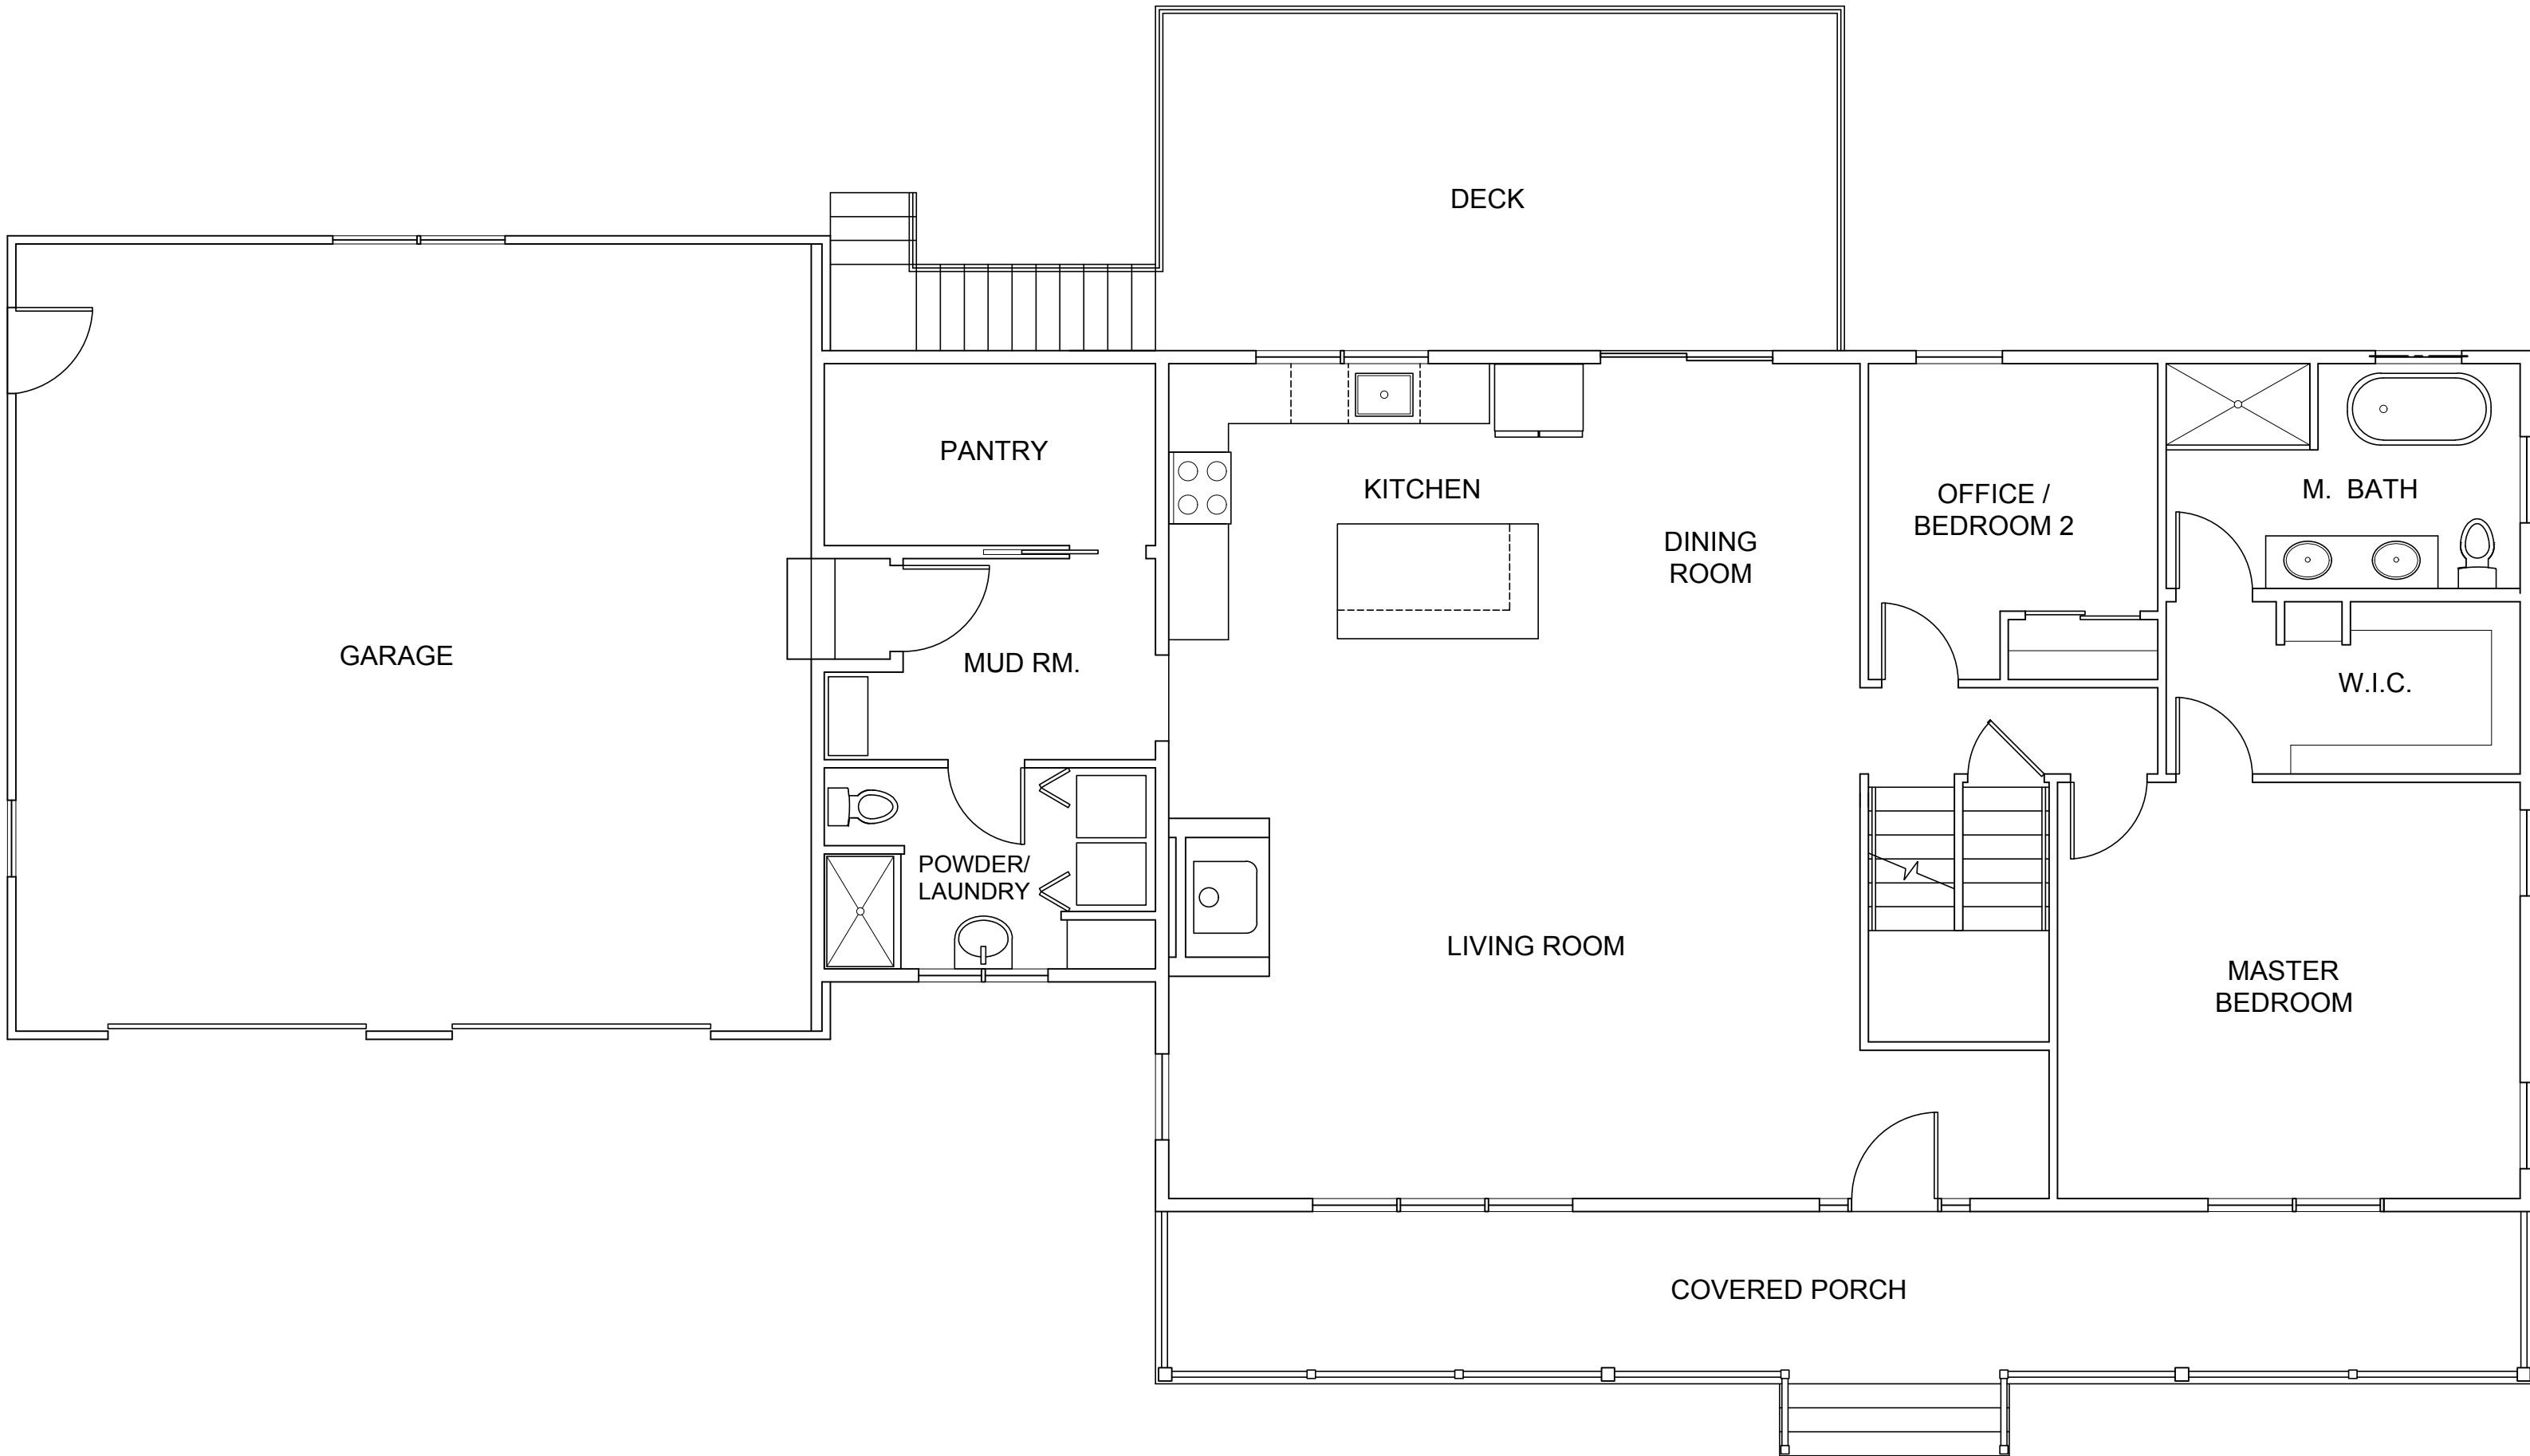 DECK
PANTRY
KITCHEN
M. BATH
OFFICE /
BEDROOM 2
DINING
ROOM
GARAGE
MUD RM.
W.I.C.
POWDER/
LAUNDRY
LIVING ROOM
MASTER
BEDROOM
COVERED PORCH